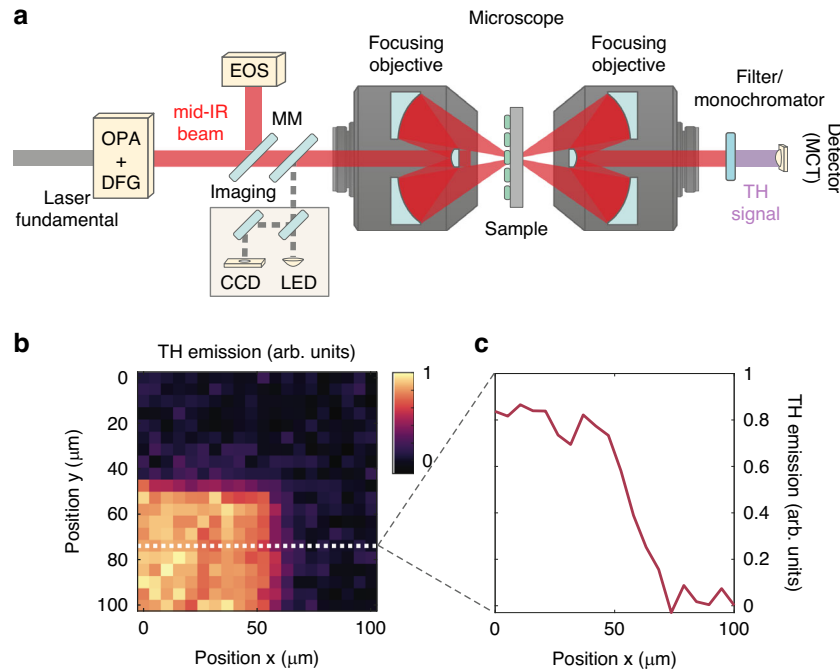 a
Microscope
Focusing
objective
Focusing
objective
Filter/
monochromator
EOS
mid-IR
beam
MM
OPA
+
DFG
Detector
(MCT)
Imaging
Laser
fundamental
TH
signal
Sample
CCD
LED
b
TH emission (arb. units)
c
1
0
0
20
40
60
80
100
Position y (μm)
0
50
100
Position x (μm)
1
0.8
0.6
0.4
0.2
0
TH emission (arb. units)
0
50
100
Position x (μm)